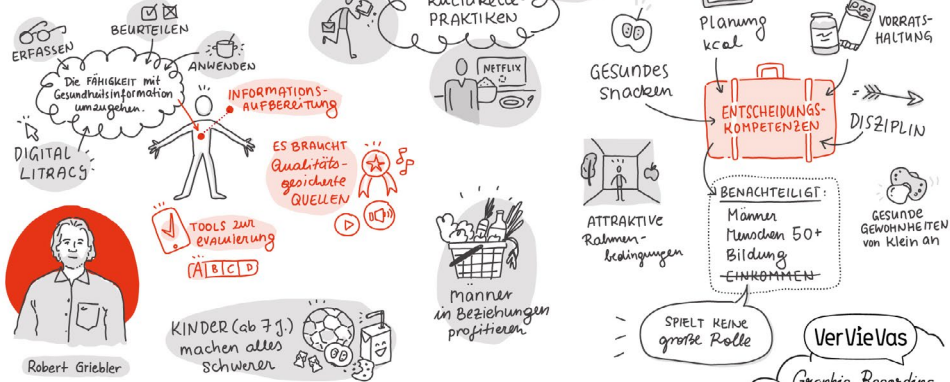 ERFASSEN
BEURTEILEN
ANWENDEN
Die FÄHIGKEIT mit
Gesundheitsinformation
umzugehen.
DIGITAL
LITRACY
INFORMATIONS-
AUFBEREITUNG
ES BRAUCHT
Qualitäts-
gesicherte
QUELLEN
TOOLS zur
evaluierung
A B C D
Robert Griebler
KINDER (ab 7 J.)
machen alles
schwerer
PRAKTIKEN
NETFLIX
Männer
in Beziehungen
profitieren
GESUNDES
Snacken
Planung
kcal
VORRATS-
HALTUNG
ENTSCHEIDUNGS-
KOMPETENZEN
DISZIPLIN
ATTRAKTIVE
Rahmen-
bedingungen
BENACHTEILIGT:
Männer
Menschen 50+
Bildung
EINKOMMEN
SPIELT KEINE
große Rolle
GESUNDE
GEWOHNHEITEN
von Klein an
VerVieVas
Graphic Recording